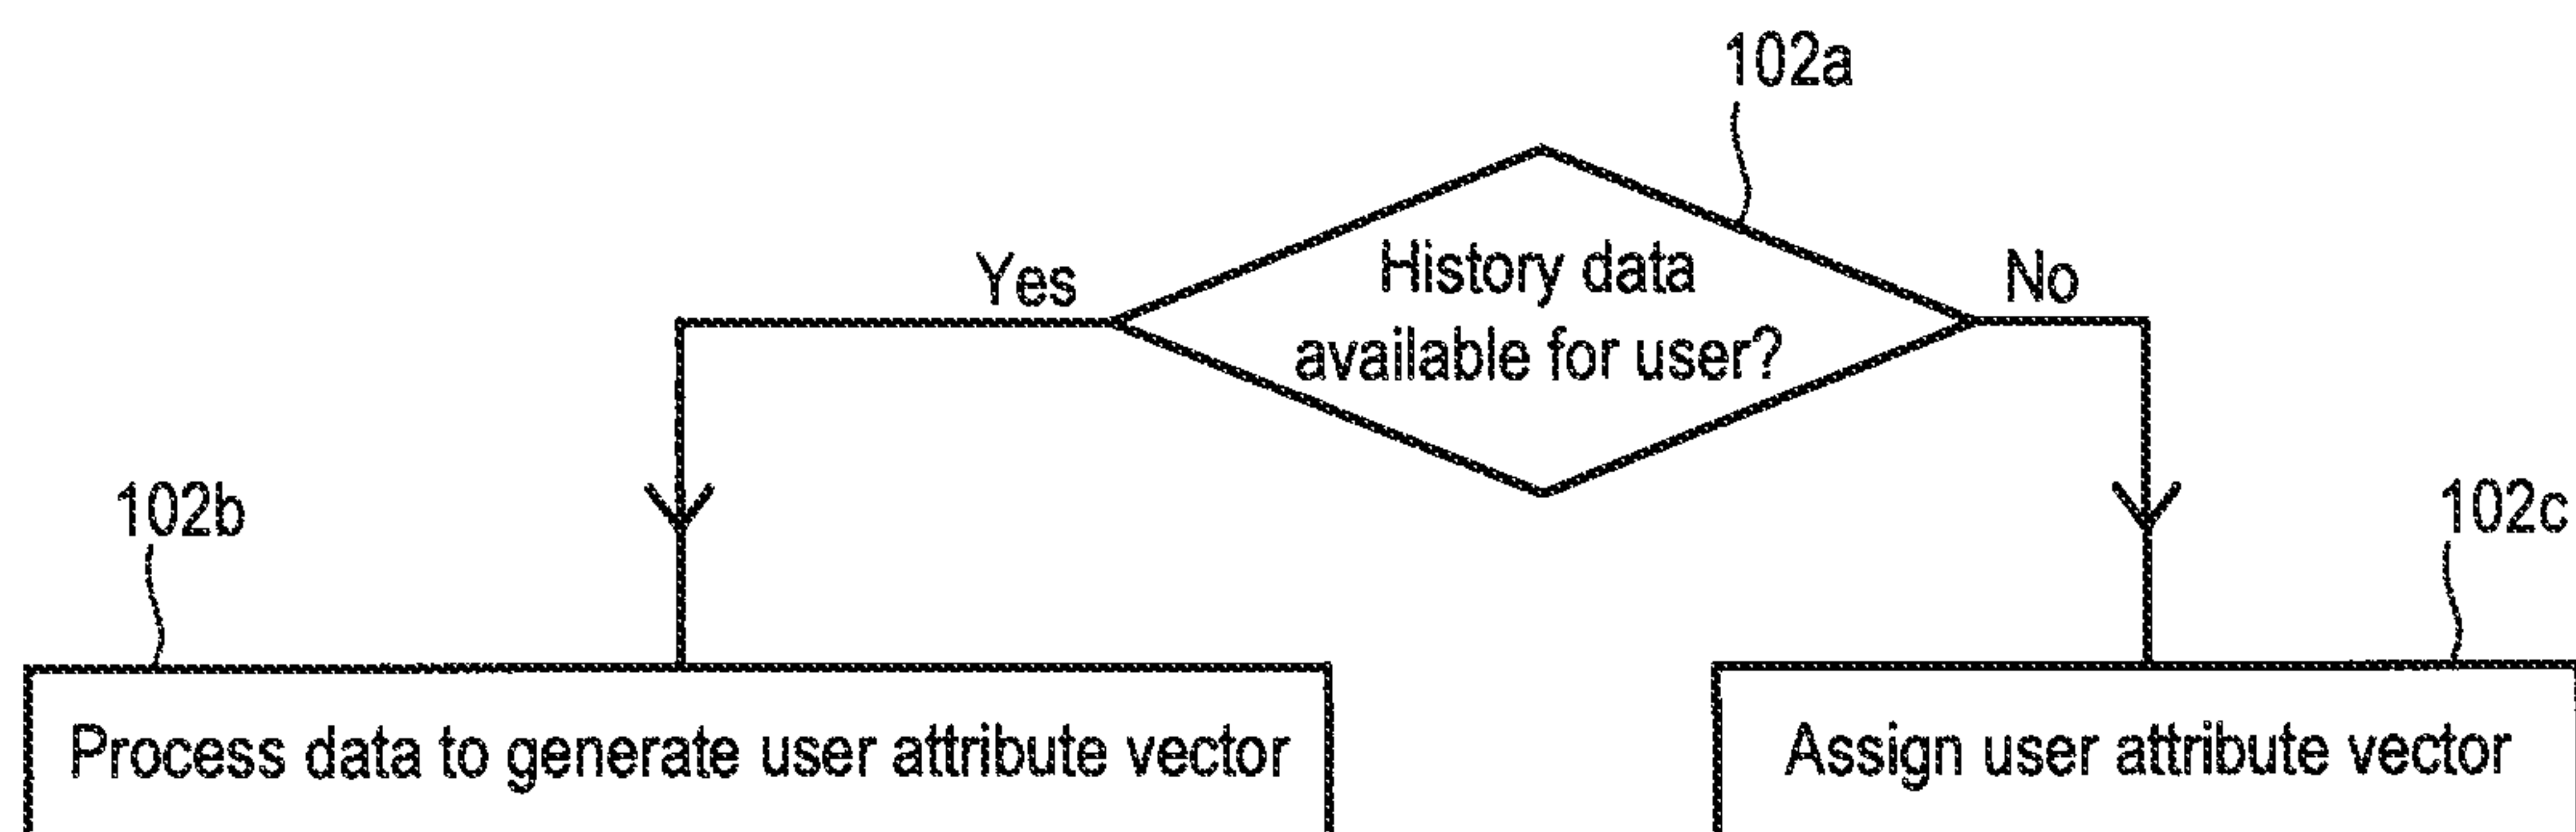 102a
History data
available for user?
Yes
No
102b
102c
Process data to generate user attribute vector
Assign user attribute vector